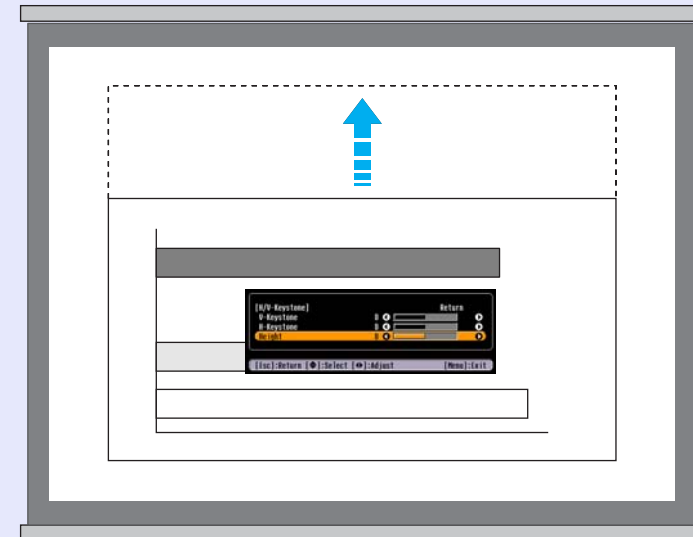 [H/V-Keystone] Return
V-Keystone 0
H-Keystone 0
Height 0
[Esc]:Return [◆]:Select [◀▶]:Adjust [Menu]:Exit